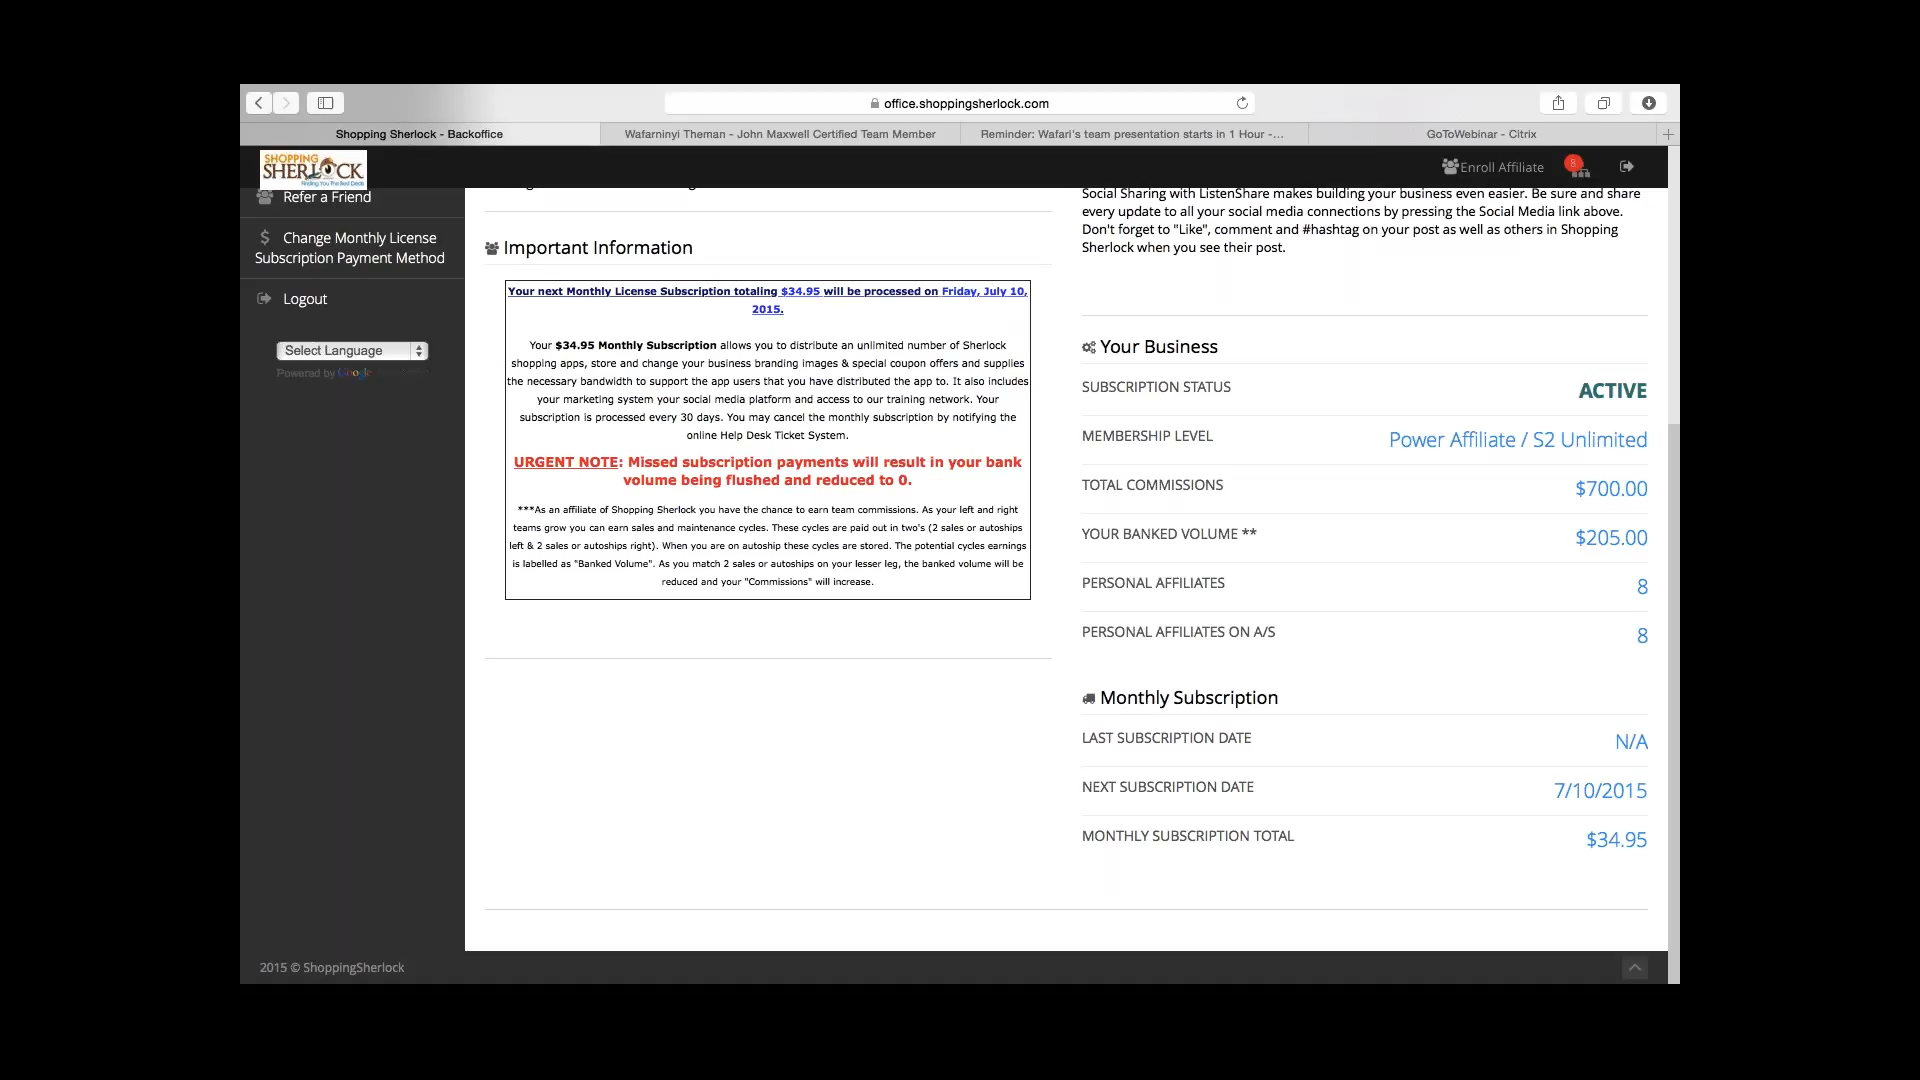 office.shoppingsherlock.com
Shopping Sherlock - Backoffice
Wafarninyi Theman - John Maxwell Certified Team Member
Reminder: Wafari's team presentation starts in 1 Hour -...
GoToWebinar - Citrix
SHOPPING
SHERLOCK
Finding You The Best Deals
Enroll Affiliate
8
Refer a Friend
$ Change Monthly License
Subscription Payment Method
Logout
Select Language
Powered by Google
Important Information
Your next Monthly License Subscription totaling $34.95 will be processed on Friday, July 10,
2015.
Your $34.95 Monthly Subscription allows you to distribute an unlimited number of Sherlock
shopping apps, store and change your business branding images & special coupon offers and supplies
the necessary bandwidth to support the app users that you have distributed the app to. It also includes
your marketing system your social media platform and access to our training network. Your
subscription is processed every 30 days. You may cancel the monthly subscription by notifying the
online Help Desk Ticket System.
URGENT NOTE: Missed subscription payments will result in your bank
volume being flushed and reduced to 0.
***As an affiliate of Shopping Sherlock you have the chance to earn team commissions. As your left and right
teams grow you can earn sales and maintenance cycles. These cycles are paid out in two's (2 sales or autoships
left & 2 sales or autoships right). When you are on autoship these cycles are stored. The potential cycles earnings
is labelled as "Banked Volume". As you match 2 sales or autoships on your lesser leg, the banked volume will be
reduced and your "Commissions" will increase.
Social Sharing with ListenShare makes building your business even easier. Be sure and share
every update to all your social media connections by pressing the Social Media link above.
Don't forget to "Like", comment and #hashtag on your post as well as others in Shopping
Sherlock when you see their post.
Your Business
SUBSCRIPTION STATUS ACTIVE
MEMBERSHIP LEVEL Power Affiliate / S2 Unlimited
TOTAL COMMISSIONS $700.00
YOUR BANKED VOLUME ** $205.00
PERSONAL AFFILIATES 8
PERSONAL AFFILIATES ON A/S 8
Monthly Subscription
LAST SUBSCRIPTION DATE N/A
NEXT SUBSCRIPTION DATE 7/10/2015
MONTHLY SUBSCRIPTION TOTAL $34.95
2015 © ShoppingSherlock